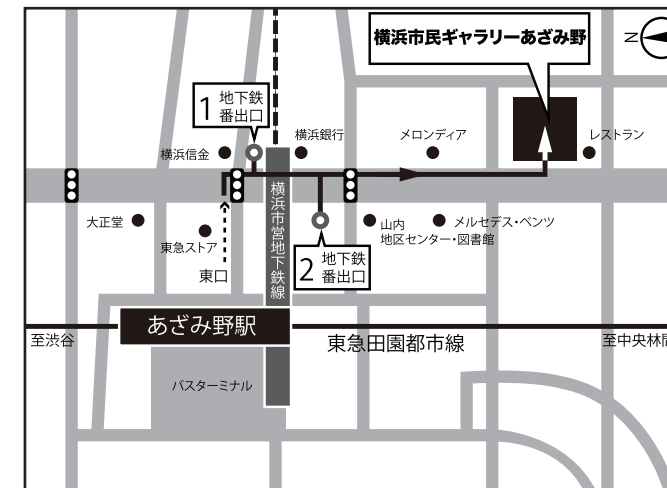 横浜市民ギャラリーあざみ野
N
1 地下鉄
番出口
横浜信金
横浜銀行
メロンディア
レストラン
大正堂
東急ストア
東口
横浜市営地下鉄線
山内
地区センター・図書館
メルセデス・ベンツ
2 地下鉄
番出口
あざみ野駅
至渋谷
東急田園都市線
至中央林間
バスターミナル